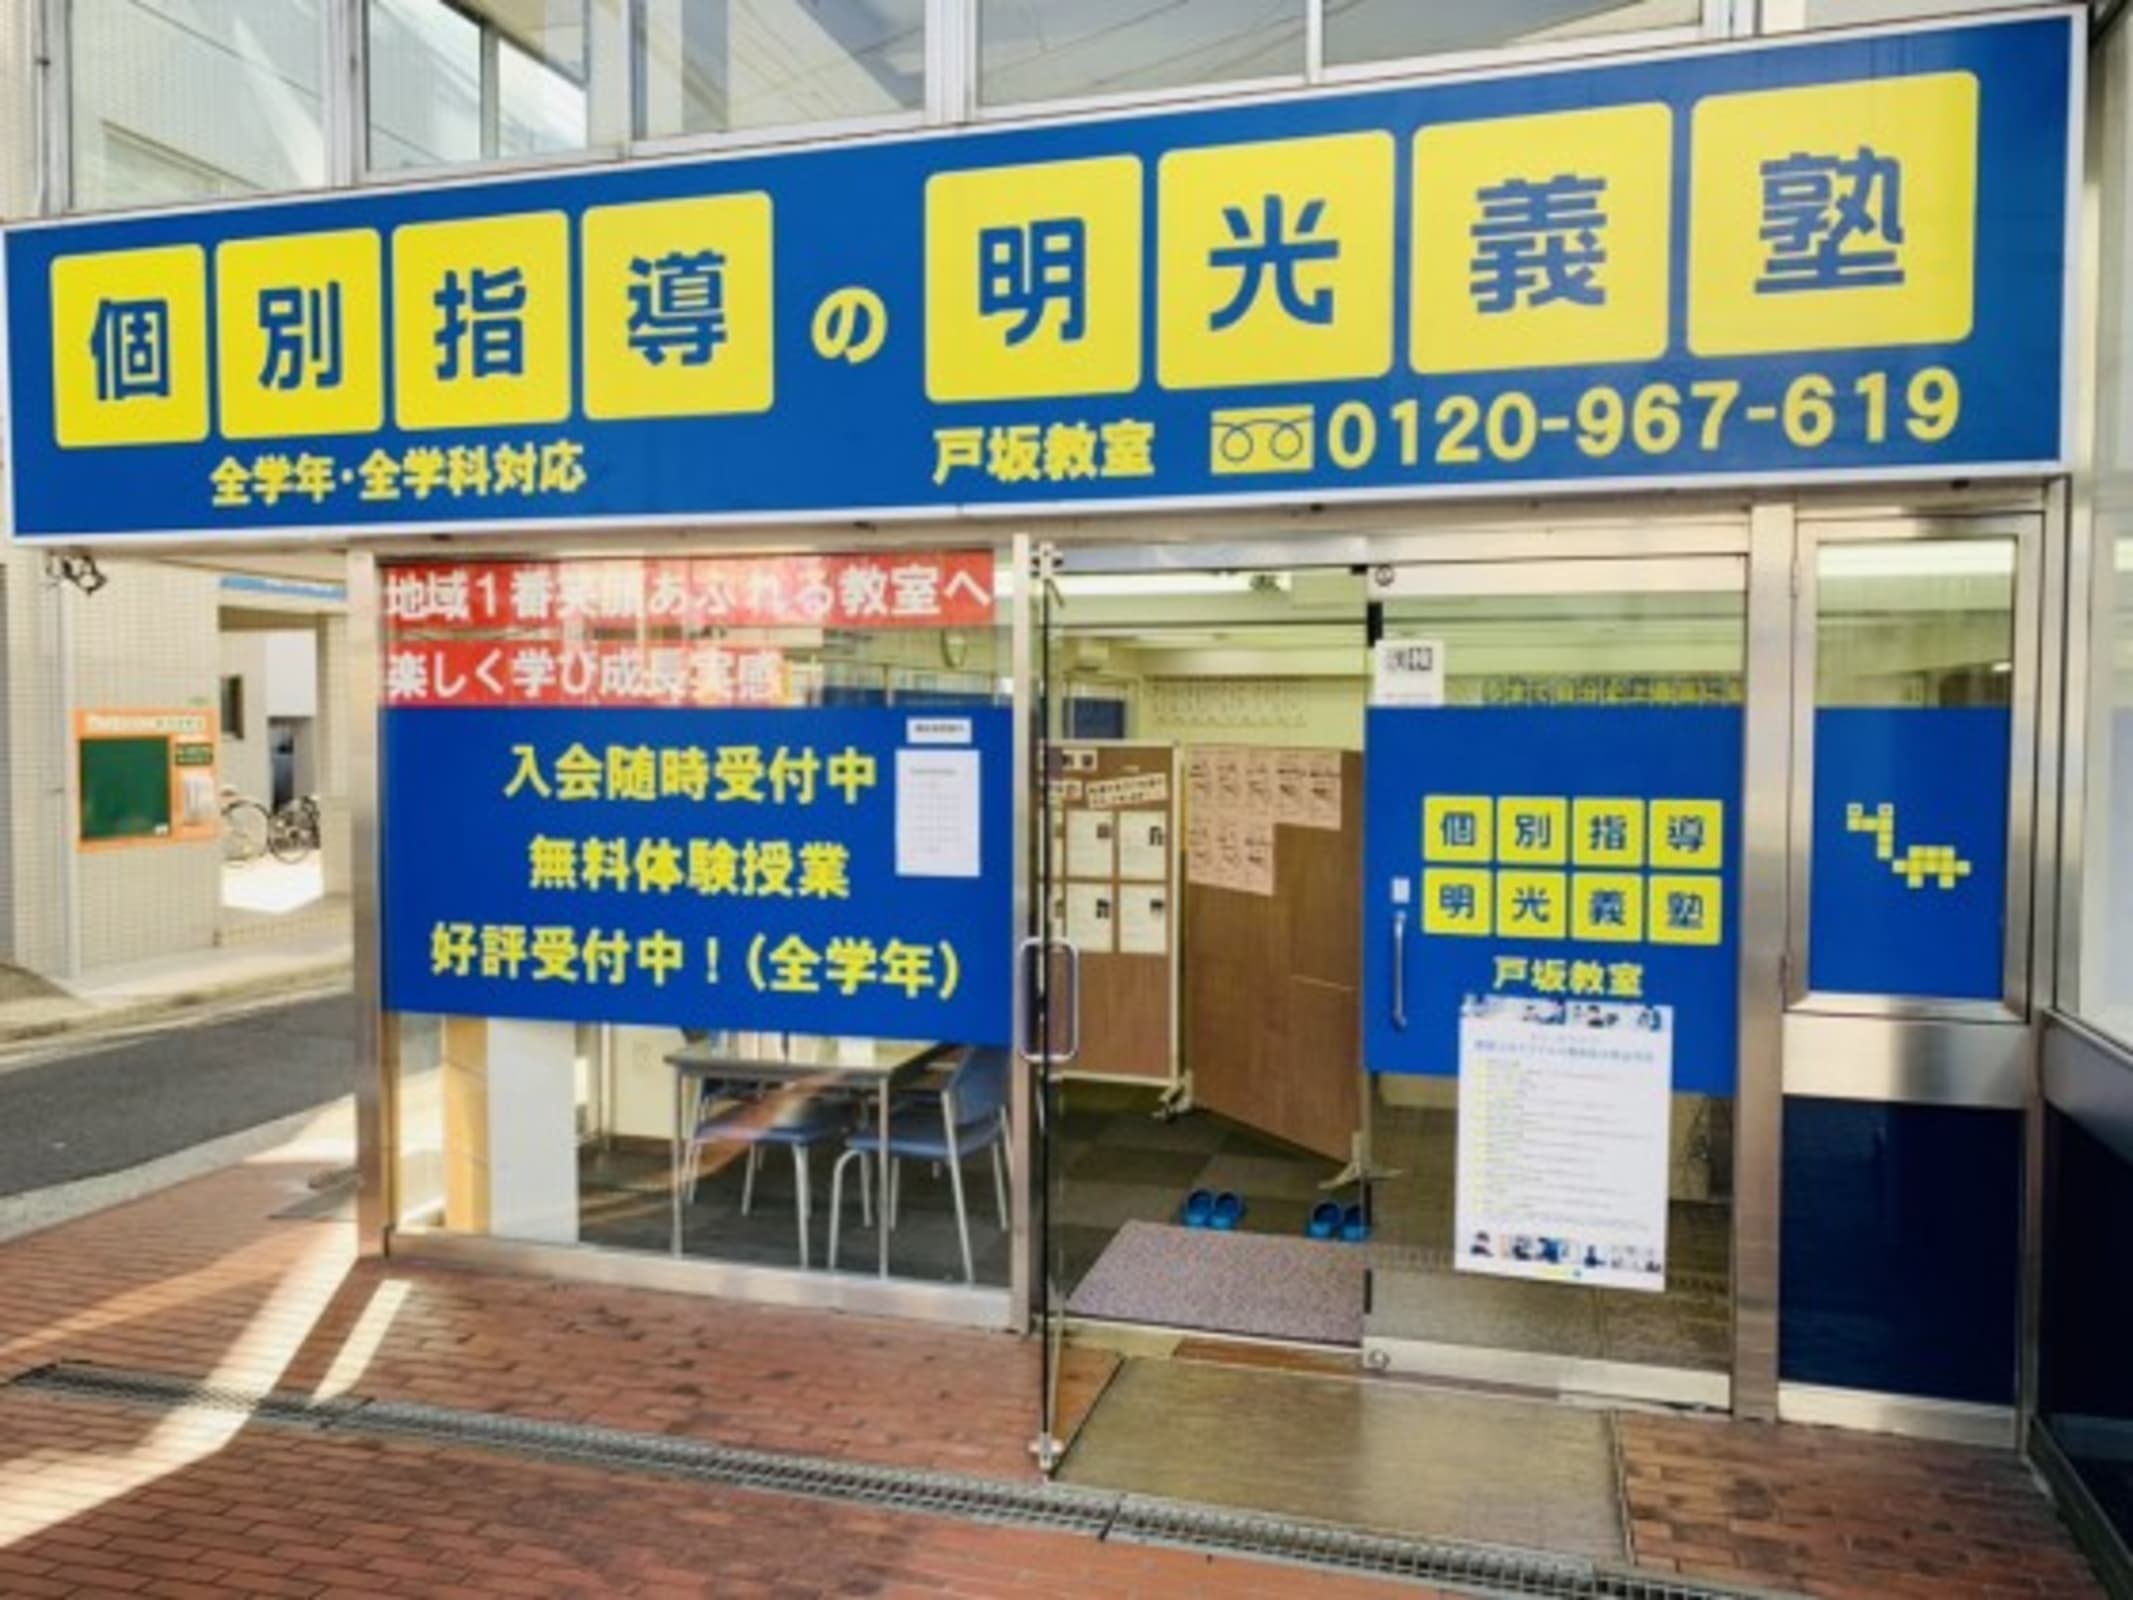 個別指導の明光義塾
全学年・全学科対応
戸坂教室 0120-967-619
地域1番笑顔あふれる教室へ
楽しく学び成長実感
入会随時受付中
無料体験授業
好評受付中！(全学年)
個別指導
明光義塾
戸坂教室